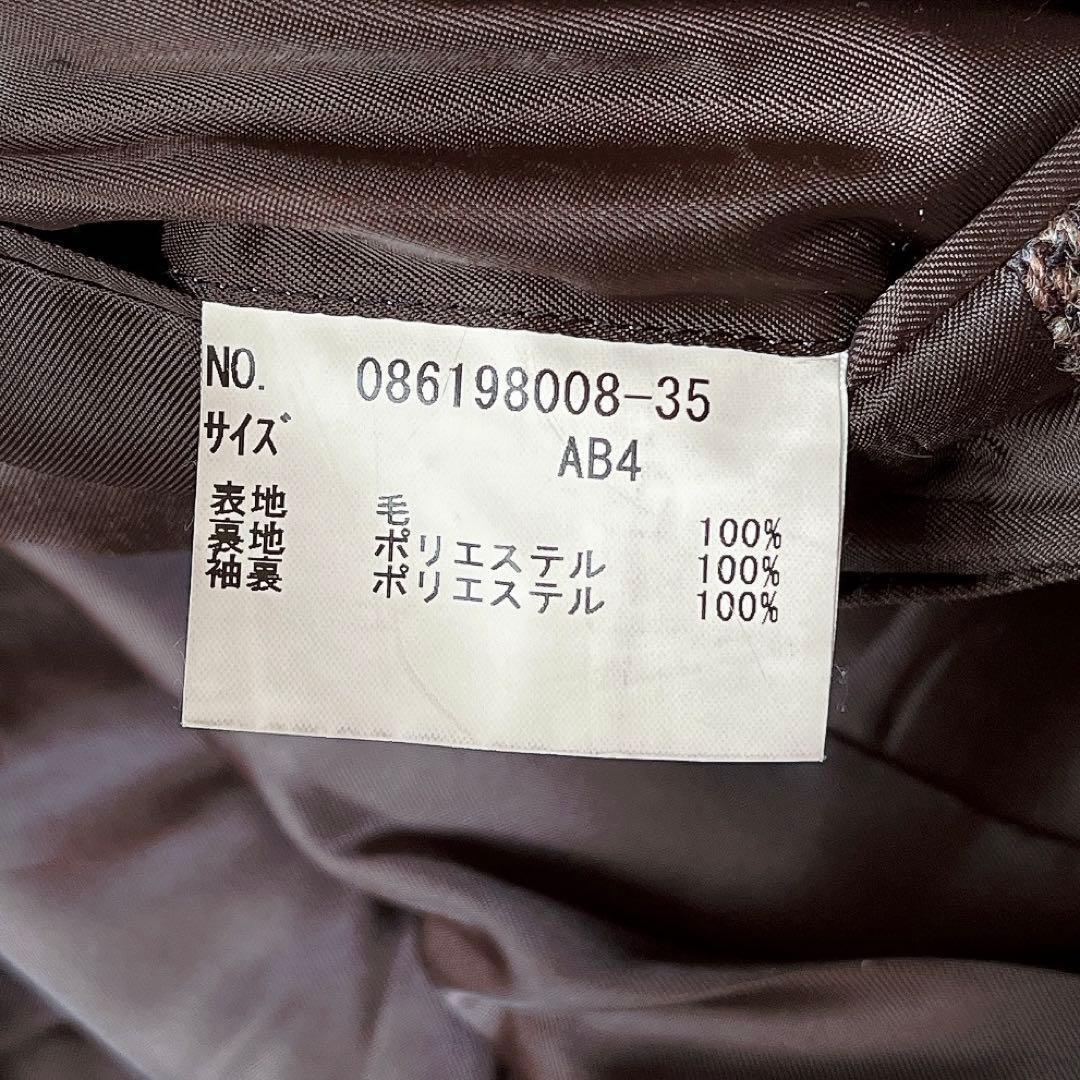 NO. 086198008-35
サイズ AB4
表地 毛 100%
裏地 ポリエステル 100%
袖裏 ポリエステル 100%